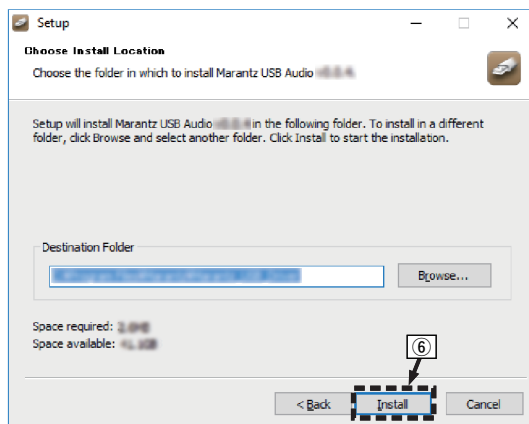 Setup
Choose Install Location
Choose the folder in which to install Marantz USB Audio
Setup will install Marantz USB Audio in the following folder. To install in a different
folder, click Browse and select another folder. Click Install to start the installation.
Destination Folder
Browse...
Space required:
Space available:
⑥
< Back Install Cancel